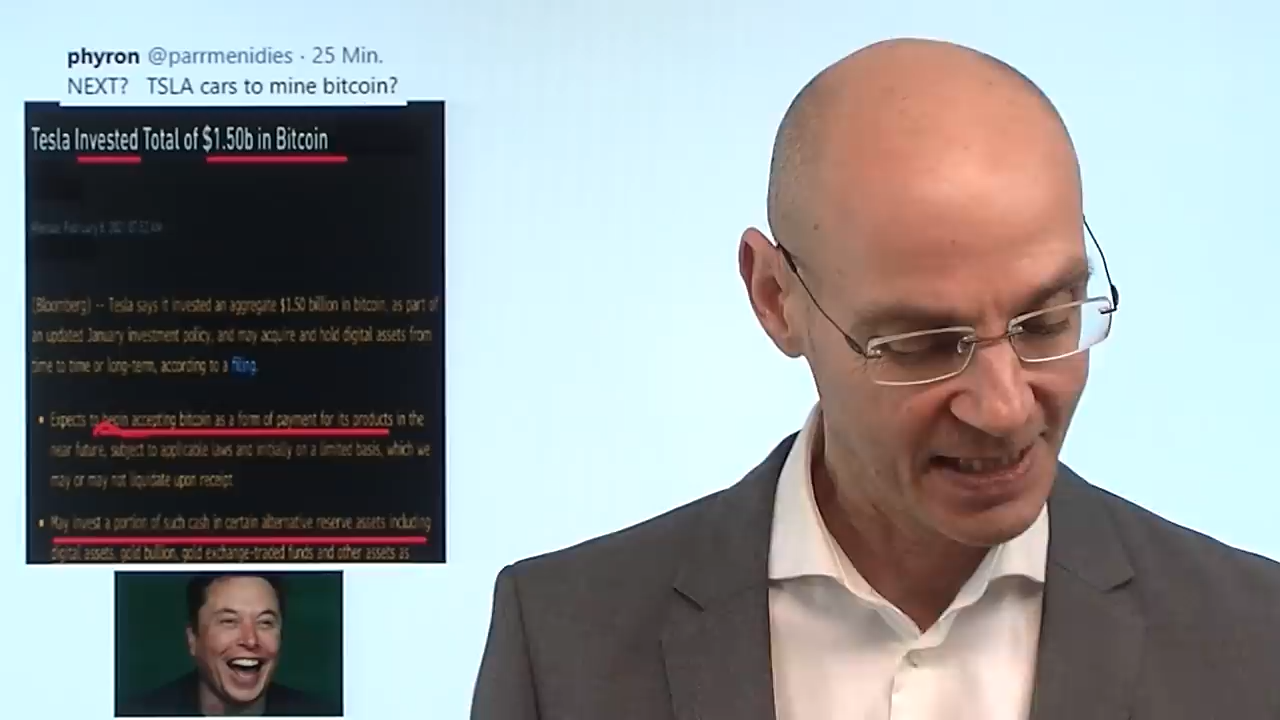 phyron @parrmenidies · 25 Min.
NEXT? TSLA cars to mine bitcoin?
Tesla Invested Total of $1.50b in Bitcoin
(Bloomberg) -- Tesla says it invested an aggregate $1.50 billion in bitcoin, as part of
an updated January investment policy, and may acquire and hold digital assets from
time to time or long-term, according to a filing.
• Expects to begin accepting bitcoin as a form of payment for its products in the
near future, subject to applicable laws and initially on a limited basis, which we
may or may not liquidate upon receipt
• May invest a portion of such cash in certain alternative reserve assets including
digital assets, gold bullion, gold exchange-traded funds and other assets as